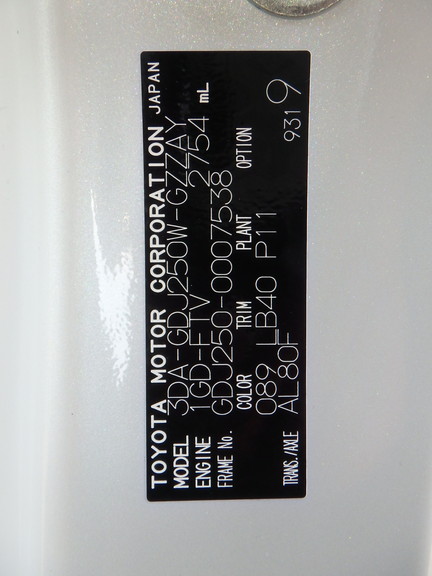 TOYOTA MOTOR CORPORATION JAPAN
MODEL 3DA-GDJ250W-GZZAY
ENGINE 1GD-FTV 2754 mL
FRAME No. GDJ250-0007538
COLOR TRIM PLANT OPTION
089 LB40 P11
TRANS./AXLE AL80F 931 9